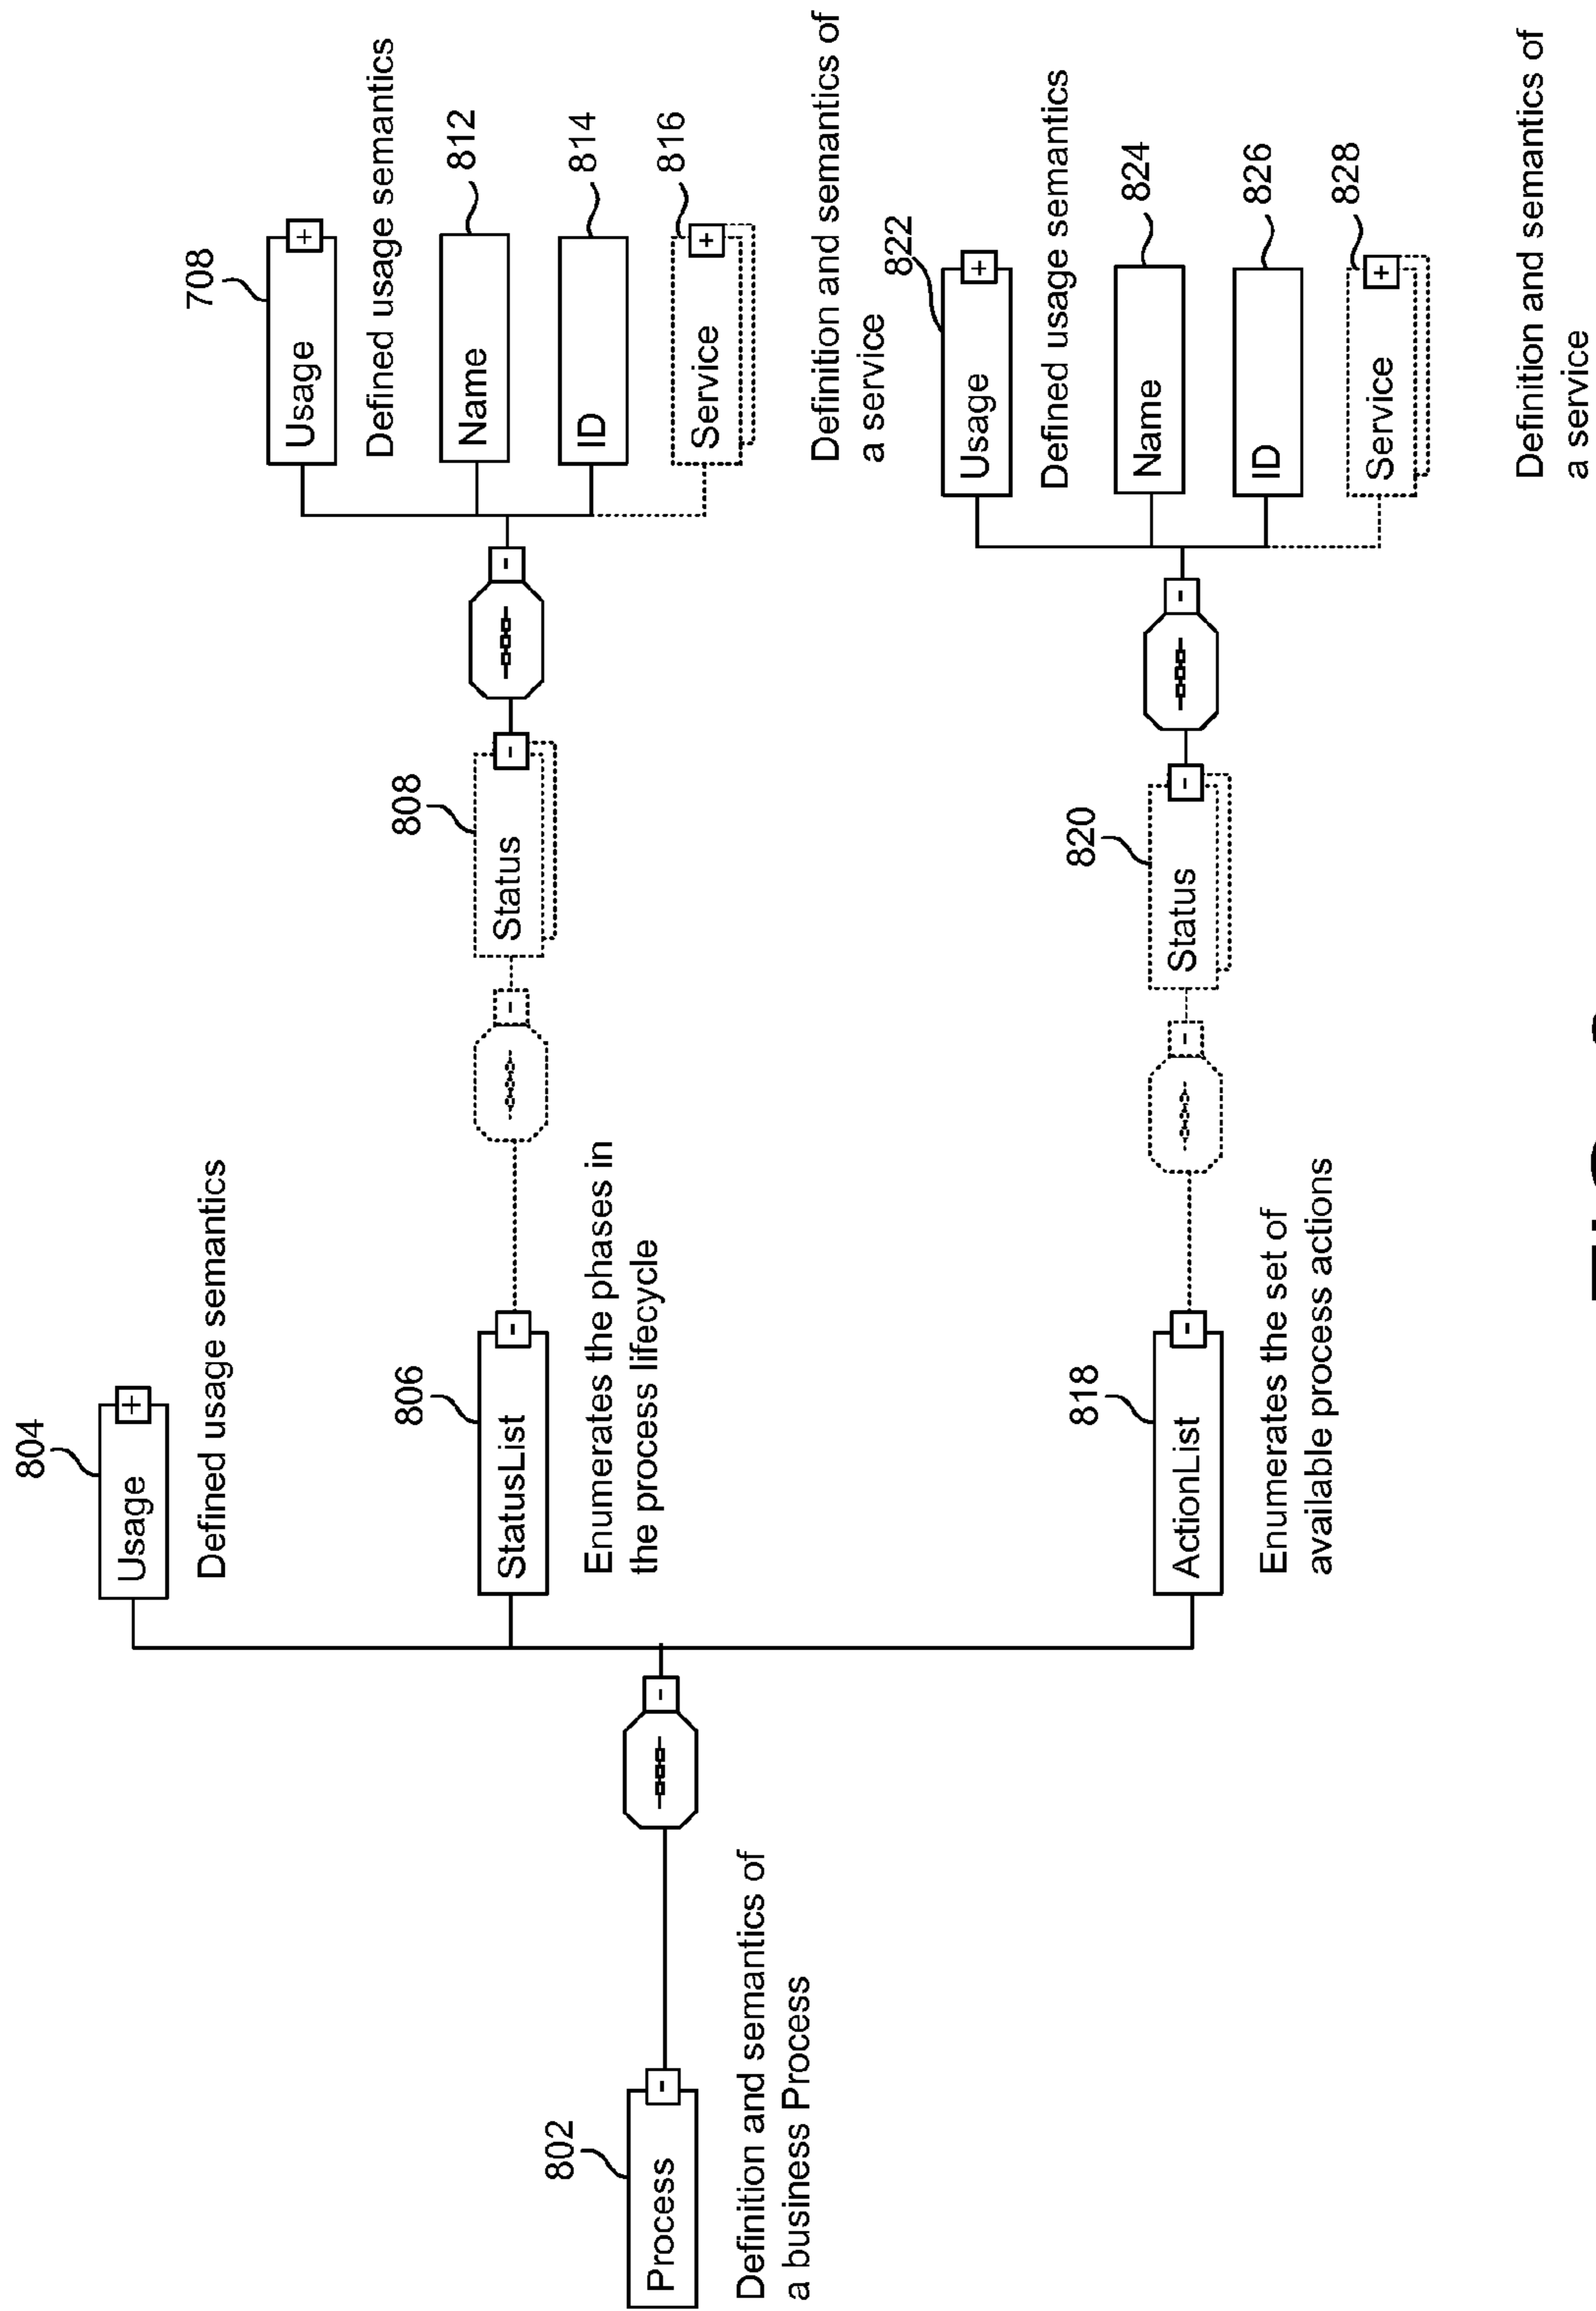 802
Process
Definition and semantics of
a business Process
804
Usage
Defined usage semantics
806
StatusList
Enumerates the phases in
the process lifecycle
808
Status
708
Usage
Defined usage semantics
Name
812
ID
814
Service
816
Definition and semantics of
a service
818
ActionList
Enumerates the set of
available process actions
820
Status
822
Usage
Defined usage semantics
Name
824
ID
826
Service
828
Definition and semantics of
a service